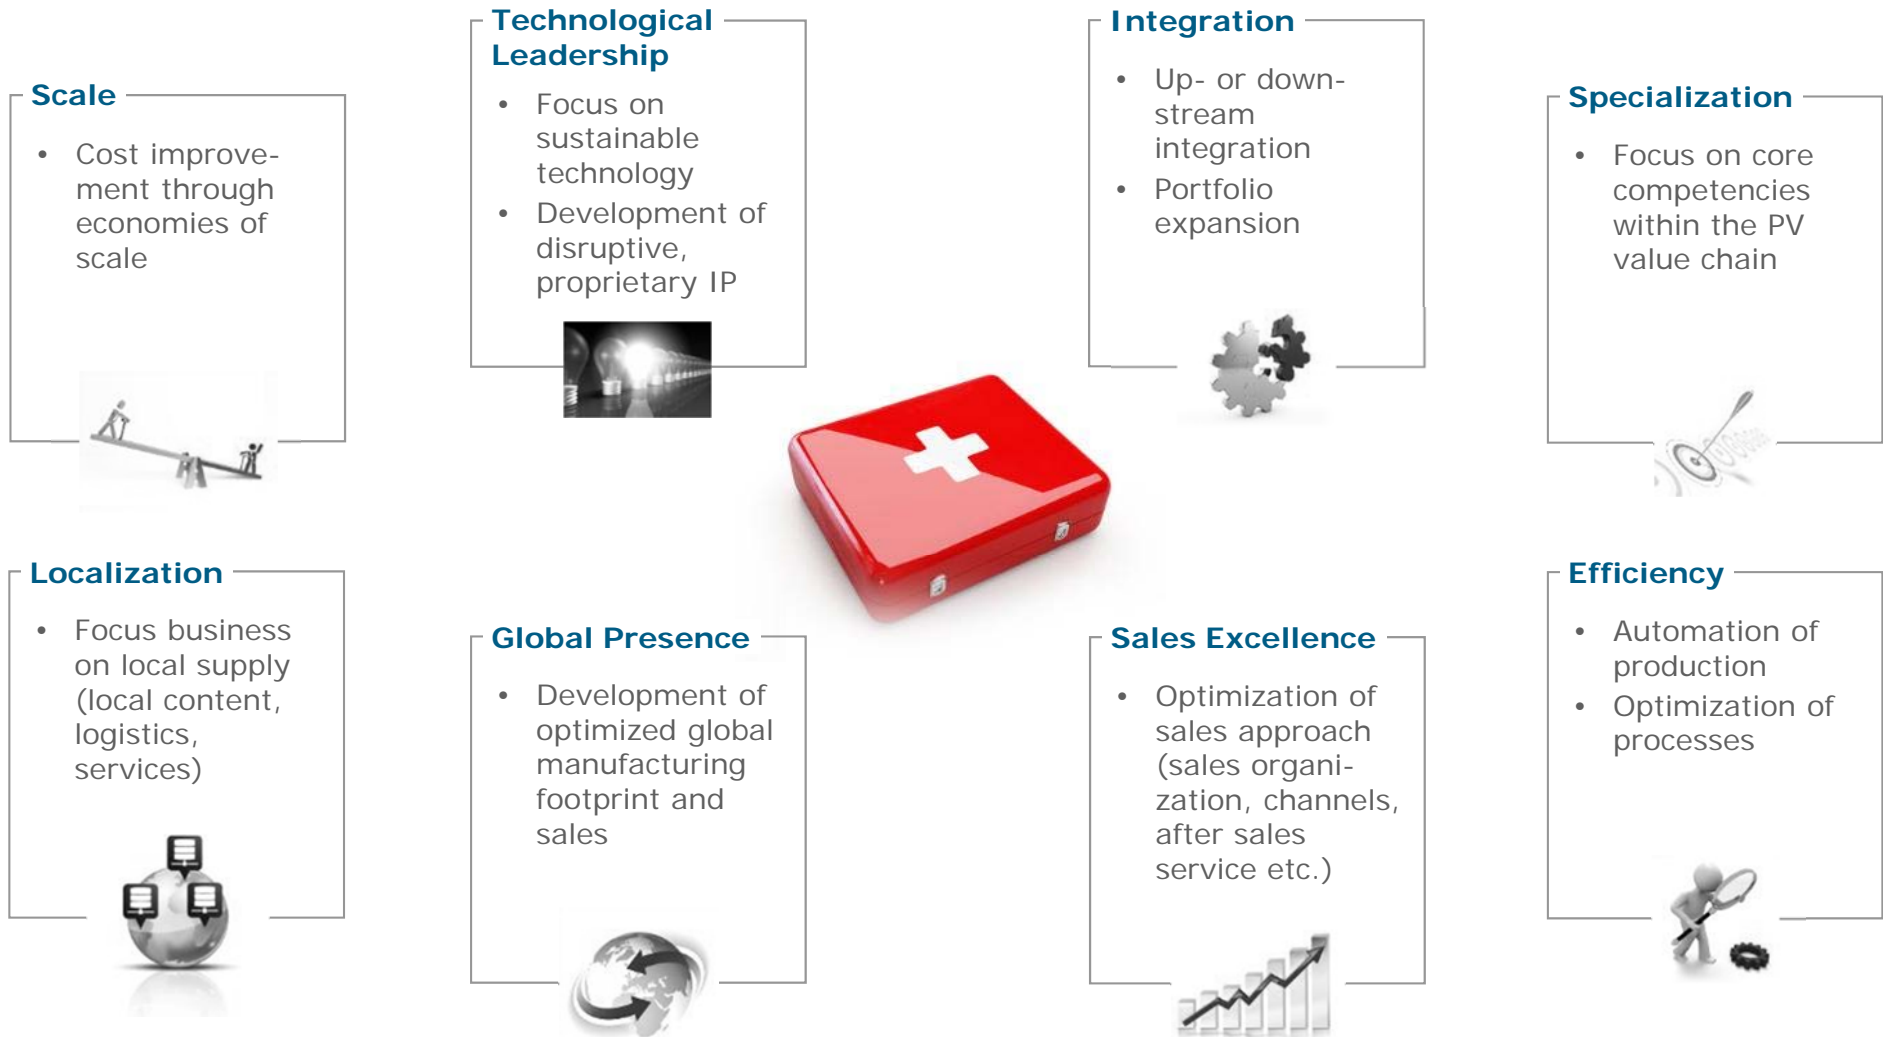 Scale
• Cost improve-
ment through
economies of
scale
Technological
Leadership
• Focus on
sustainable
technology
• Development of
disruptive,
proprietary IP
Integration
• Up- or down-
stream
integration
• Portfolio
expansion
Specialization
• Focus on core
competencies
within the PV
value chain
Localization
• Focus business
on local supply
(local content,
logistics,
services)
Global Presence
• Development of
optimized global
manufacturing
footprint and
sales
Sales Excellence
• Optimization of
sales approach
(sales organi-
zation, channels,
after sales
service etc.)
Efficiency
• Automation of
production
• Optimization of
processes